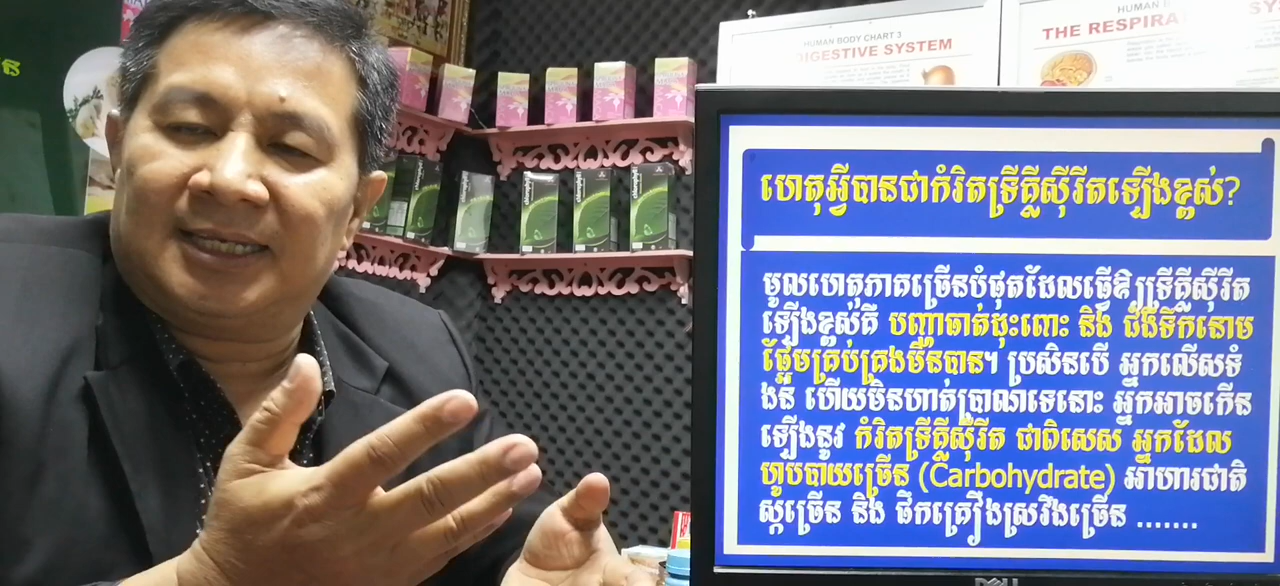 HUMAN BODY CHART 3
DIGESTIVE SYSTEM
THE RESPIRA
ហេតុអ្វីបានជាកំរិតទ្រីគ្លីស៊ីរីតឡើងខ្ពស់?
មូលហេតុភាគច្រើនបំផុតដែលធ្វើឱ្យទ្រីគ្លីស៊ីរីត
ឡើងខ្ពស់គឺ បញ្ហាធាត់ដុះពោះ និង ជំងឺទឹកនោម
ផ្អែមគ្រប់គ្រងមិនបាន។ ប្រសិនបើ អ្នកលើសទំ
ងន់ ហើយមិនហាត់ប្រាណទេនោះ អ្នកអាចកើន
ឡើងនូវ កំរិតទ្រីគ្លីស៊ីរីត ជាពិសេស អ្នកដែល
ហូបបាយច្រើន (Carbohydrate) អាហារជាតិ
ស្ករច្រើន និង ផឹកគ្រឿងស្រវឹងច្រើន .......